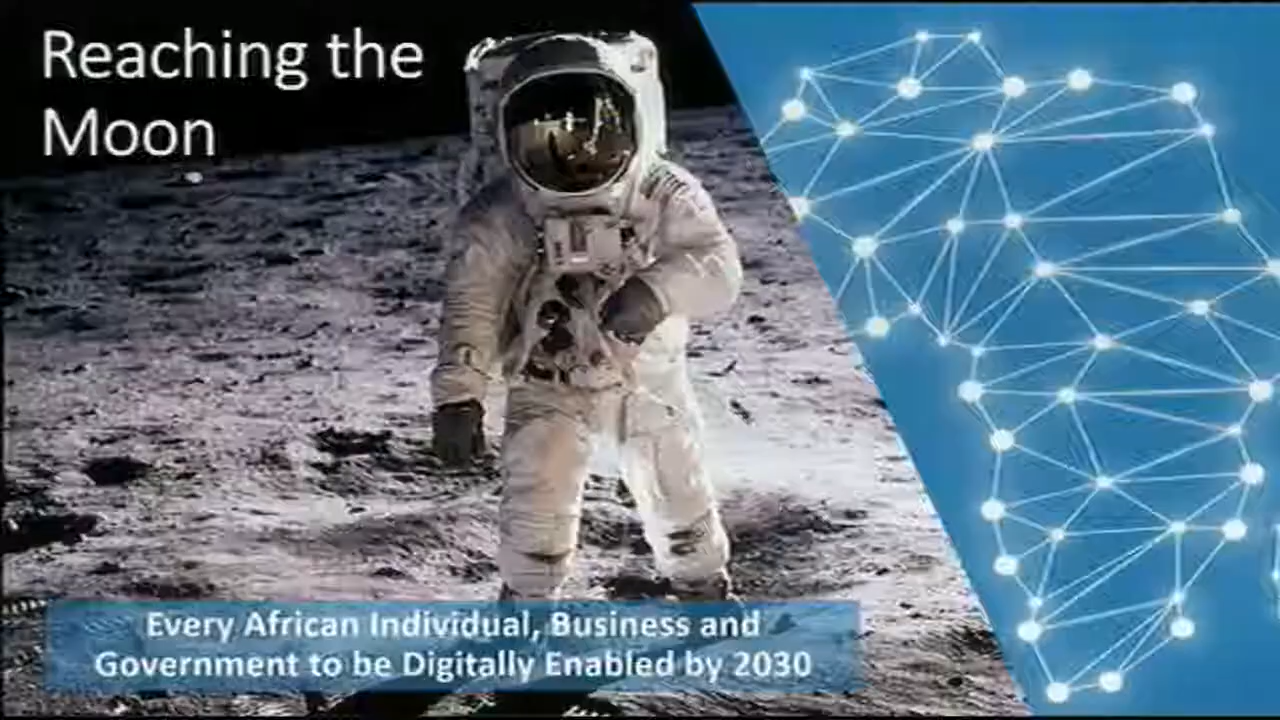 Reaching the
Moon
Every African Individual, Business and
Government to be Digitally Enabled by 2030